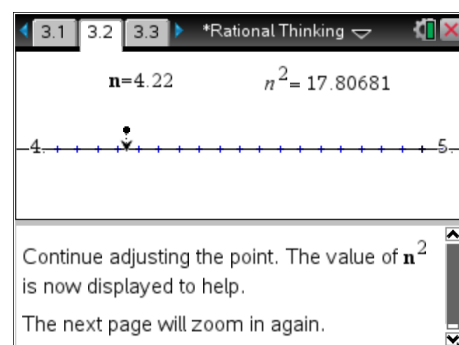 3.1 3.2 3.3 *Rational Thinking
n=4.22 n²= 17.80681
4. 5.
Continue adjusting the point. The value of n²
is now displayed to help.
The next page will zoom in again.